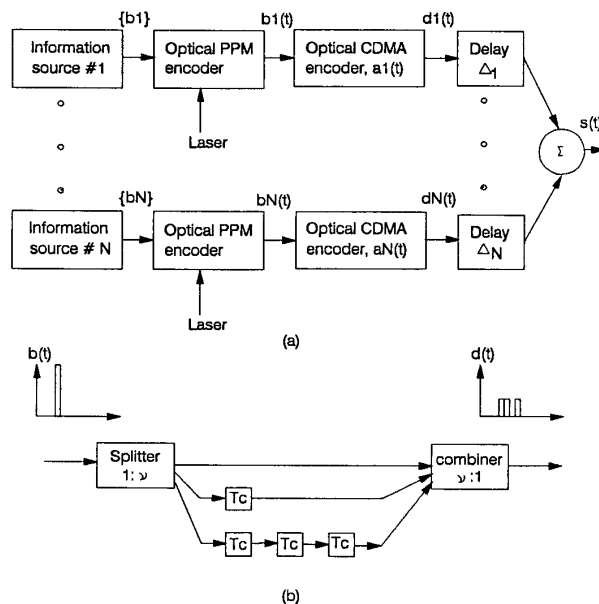 {b1} b1(t) d1(t)
Information source #1
Optical PPM encoder
Optical CDMA encoder, a1(t)
Delay Δ1
Laser
s(t)
Σ
{bN} bN(t) dN(t)
Information source # N
Optical PPM encoder
Optical CDMA encoder, aN(t)
Delay ΔN
Laser
(a)
b(t)
d(t)
Splitter
1: ν
combiner
ν :1
Tc
Tc Tc Tc
(b)